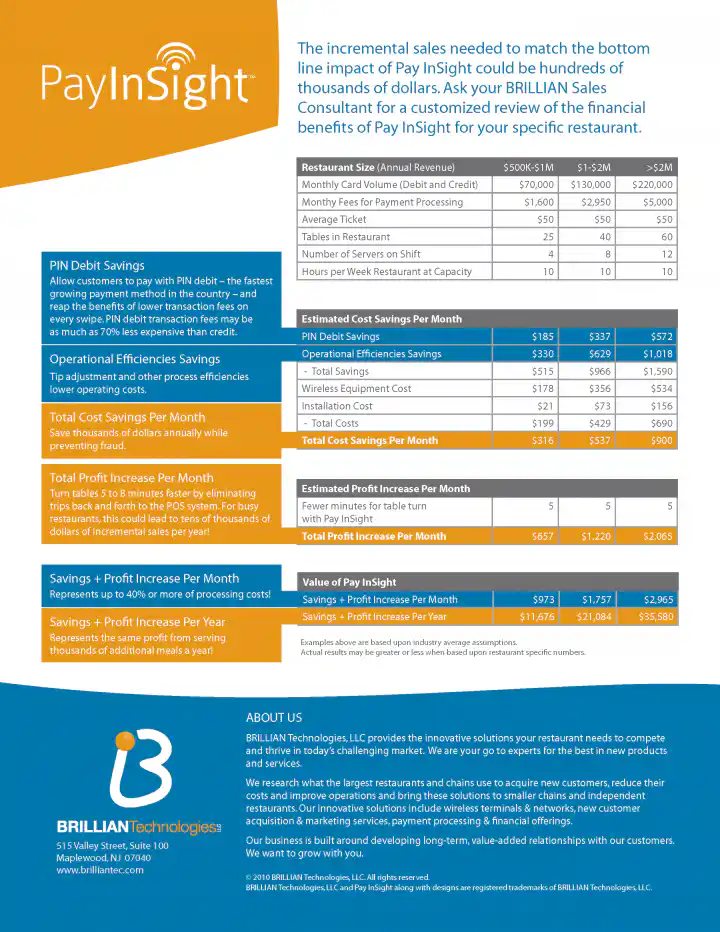 PayInSight™
The incremental sales needed to match the bottom
line impact of Pay InSight could be hundreds of
thousands of dollars. Ask your BRILLIAN Sales
Consultant for a customized review of the financial
benefits of Pay InSight for your specific restaurant.
Restaurant Size (Annual Revenue) $500K-$1M $1-$2M >$2M
Monthly Card Volume (Debit and Credit) $70,000 $130,000 $220,000
Monthy Fees for Payment Processing $1,600 $2,950 $5,000
Average Ticket $50 $50 $50
Tables in Restaurant 25 40 60
Number of Servers on Shift 4 8 12
Hours per Week Restaurant at Capacity 10 10 10
PIN Debit Savings
Allow customers to pay with PIN debit – the fastest
growing payment method in the country – and
reap the benefits of lower transaction fees on
every swipe. PIN debit transaction fees may be
as much as 70% less expensive than credit.
Operational Efficiencies Savings
Tip adjustment and other process efficiencies
lower operating costs.
Total Cost Savings Per Month
Save thousands of dollars annually while
preventing fraud.
Estimated Cost Savings Per Month
PIN Debit Savings $185 $337 $572
Operational Efficiencies Savings $330 $629 $1,018
- Total Savings $515 $966 $1,590
Wireless Equipment Cost $178 $356 $534
Installation Cost $21 $73 $156
- Total Costs $199 $429 $690
Total Cost Savings Per Month $316 $537 $900
Total Profit Increase Per Month
Turn tables 5 to 8 minutes faster by eliminating
trips back and forth to the POS system. For busy
restaurants, this could lead to tens of thousands of
dollars of incremental sales per year!
Estimated Profit Increase Per Month
Fewer minutes for table turn 5 5 5
with Pay InSight
Total Profit Increase Per Month $657 $1,220 $2,065
Savings + Profit Increase Per Month
Represents up to 40% or more of processing costs!
Savings + Profit Increase Per Year
Represents the same profit from serving
thousands of additional meals a year!
Value of Pay InSight
Savings + Profit Increase Per Month $973 $1,757 $2,965
Savings + Profit Increase Per Year $11,676 $21,084 $35,580
Examples above are based upon industry average assumptions.
Actual results may be greater or less when based upon restaurant specific numbers.
BRILLIANTechnologies LLC
515 Valley Street, Suite 100
Maplewood, NJ 07040
www.brilliantec.com
ABOUT US
BRILLIAN Technologies, LLC provides the innovative solutions your restaurant needs to compete
and thrive in today's challenging market. We are your go to experts for the best in new products
and services.
We research what the largest restaurants and chains use to acquire new customers, reduce their
costs and improve operations and bring these solutions to smaller chains and independent
restaurants. Our innovative solutions include wireless terminals & networks, new customer
acquisition & marketing services, payment processing & financial offerings.
Our business is built around developing long-term, value-added relationships with our customers.
We want to grow with you.
© 2010 BRILLIAN Technologies, LLC. All rights reserved.
BRILLIAN Technologies, LLC and Pay InSight along with designs are registered trademarks of BRILLIAN Technologies, LLC.